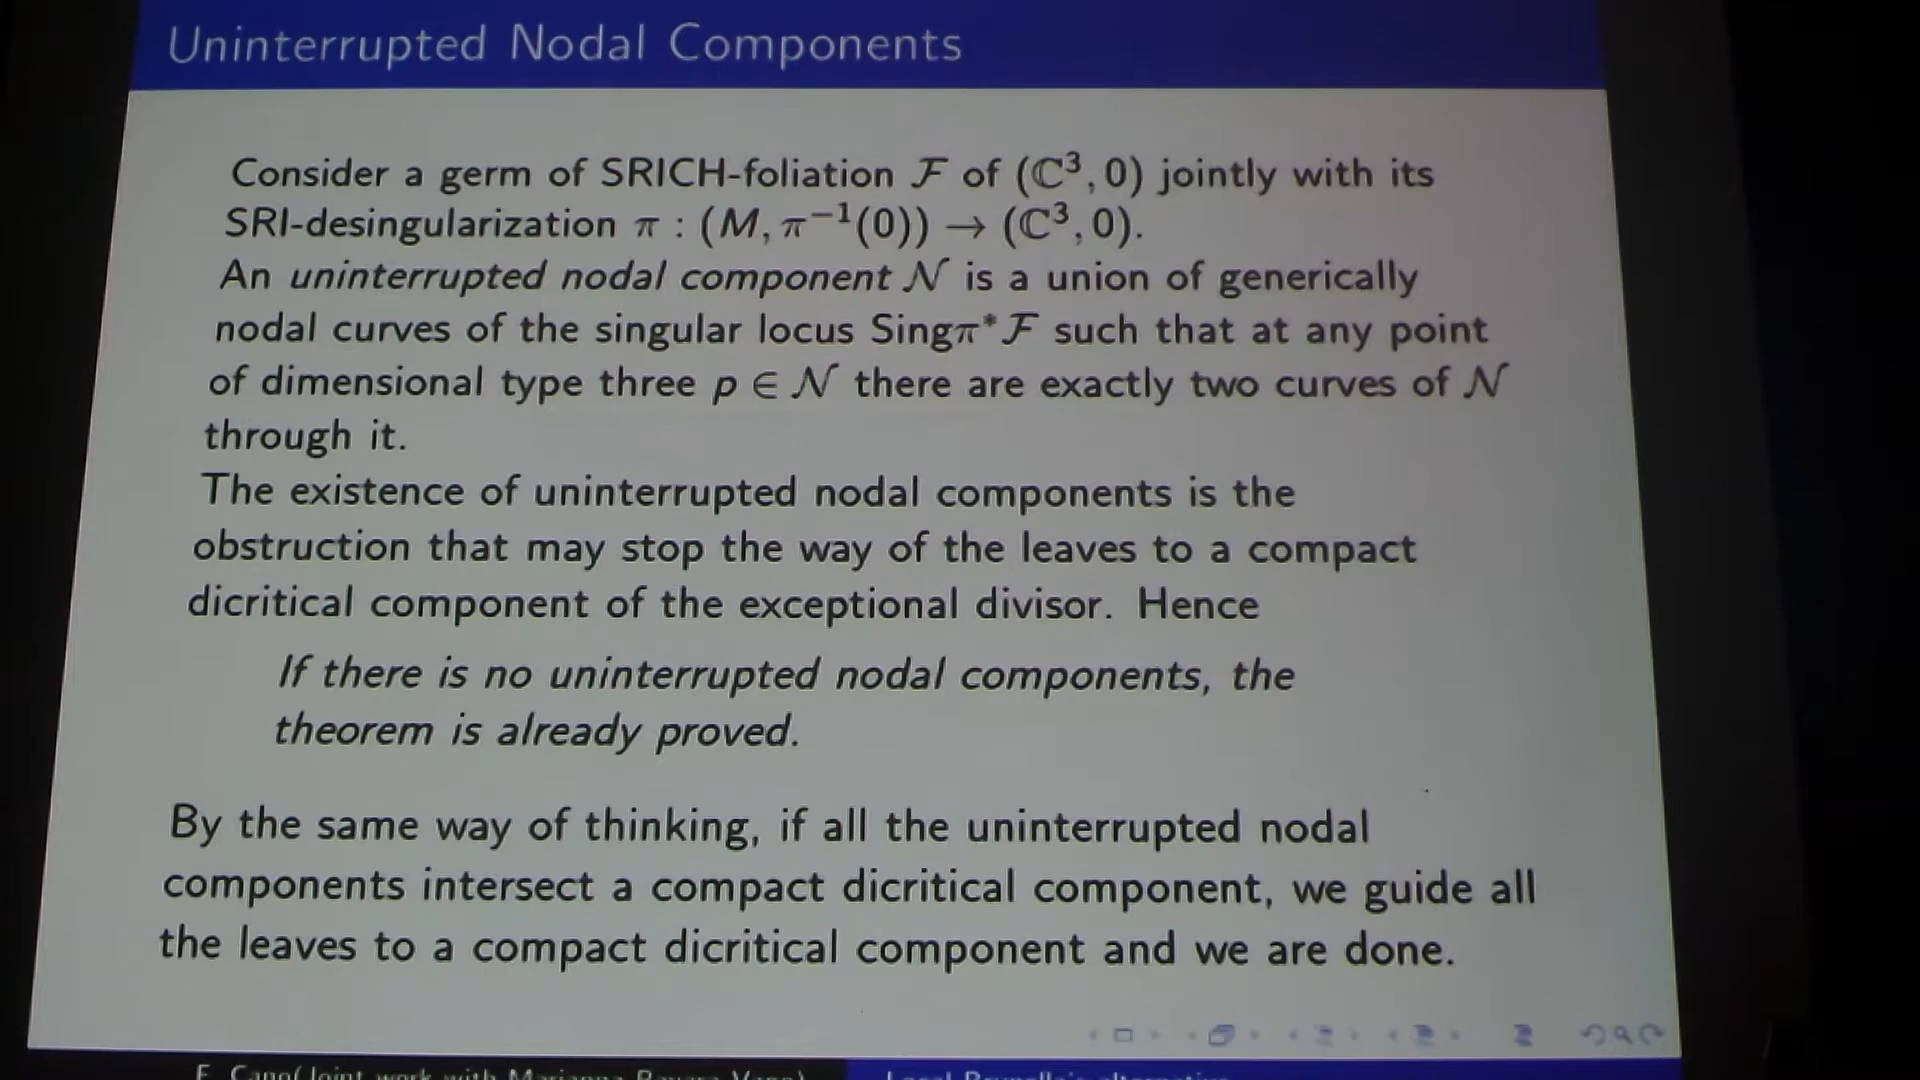 Uninterrupted Nodal Components
Consider a germ of SRICH-foliation ℱ of (ℂ³, 0) jointly with its
SRI-desingularization π : (M, π⁻¹(0)) → (ℂ³, 0).
An uninterrupted nodal component 𝒩 is a union of generically
nodal curves of the singular locus Singπ*ℱ such that at any point
of dimensional type three p ∈ 𝒩 there are exactly two curves of 𝒩
through it.
The existence of uninterrupted nodal components is the
obstruction that may stop the way of the leaves to a compact
dicritical component of the exceptional divisor. Hence
If there is no uninterrupted nodal components, the
theorem is already proved.
By the same way of thinking, if all the uninterrupted nodal
components intersect a compact dicritical component, we guide all
the leaves to a compact dicritical component and we are done.
F. Cano( Joint work with